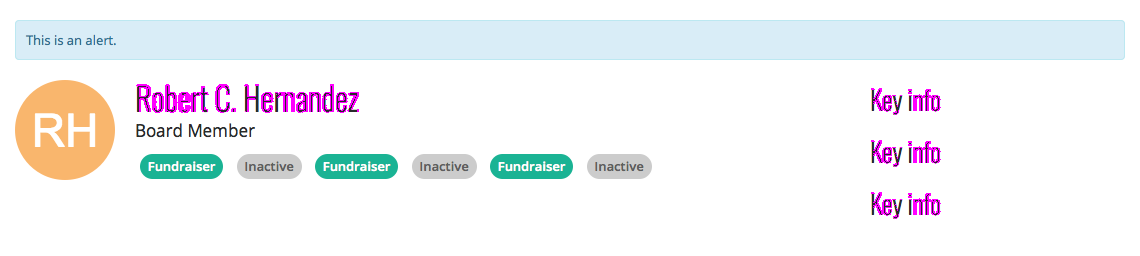 This is an alert.
RH
Robert C. Hernandez
Board Member
Fundraiser Inactive Fundraiser Inactive Fundraiser Inactive
Key info
Key info
Key info